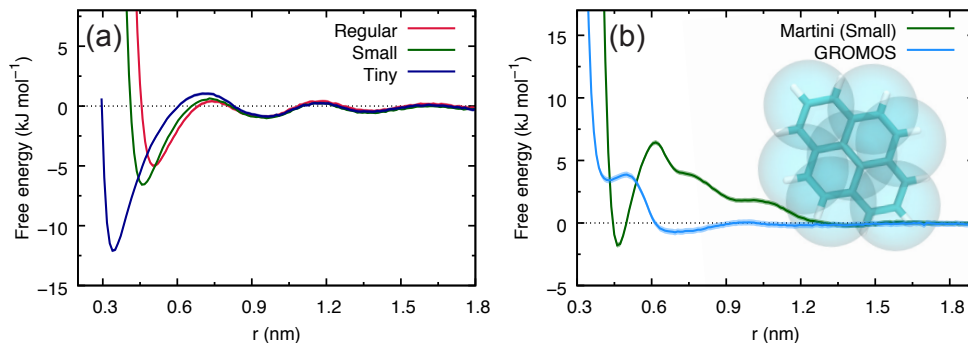 (a)
Regular
Small
Tiny
Free energy (kJ mol⁻¹)
5
0
−5
−10
−15
0.3 0.6 0.9 1.2 1.5 1.8
r (nm)
(b)
Martini (Small)
GROMOS
Free energy (kJ mol⁻¹)
15
10
5
0
−5
0.3 0.6 0.9 1.2 1.5 1.8
r (nm)